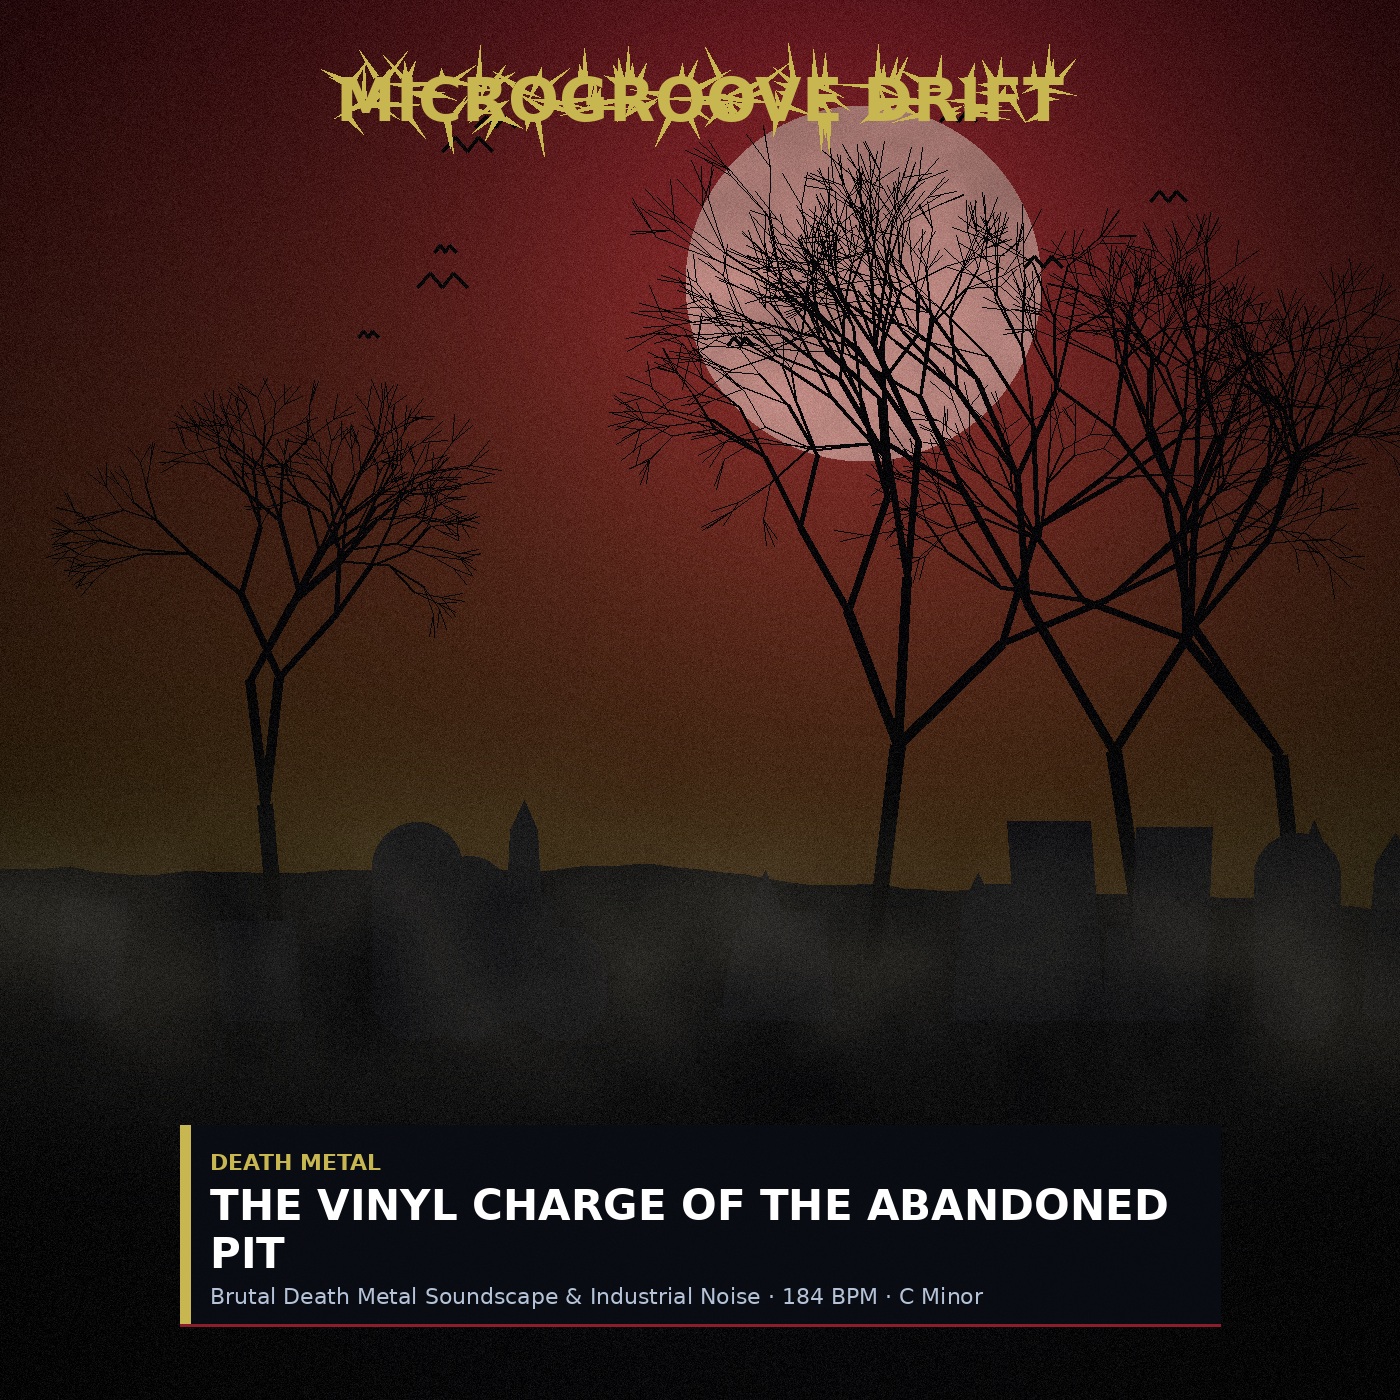 MICROGROOVE DRIFT
DEATH METAL
THE VINYL CHARGE OF THE ABANDONED
PIT
Brutal Death Metal Soundscape & Industrial Noise · 184 BPM · C Minor